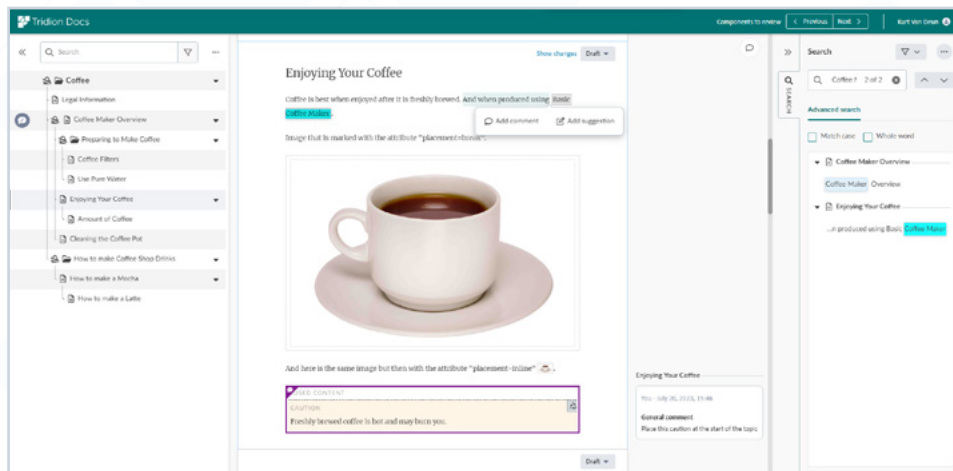 Tridion Docs
Components to review
Previous
Next
Kurt Van Deun
Search
Coffee
Legal Information
Coffee Maker Overview
Preparing to Make Coffee
Coffee Filters
Use Pure Water
Enjoying Your Coffee
Amount of Coffee
Cleaning the Coffee Pot
How to make Coffee Shop Drinks
How to make a Mocha
How to make a Latte
Show changes
Draft
Enjoying Your Coffee
Coffee is best when enjoyed after it is freshly brewed. And when produced using Basic
Coffee Maker.
Add comment
Add suggestion
Image that is marked with the attribute "placement=break".
And here is the same image but then with the attribute "placement=inline" .
CAUTION
Freshly brewed coffee is hot and may burn you.
Draft
Enjoying Your Coffee
You - July 20, 2023,
General comment
Place this caution at the start of the topic
Search
SEARCH
2 of 2
Advanced search
Match case
Whole word
Coffee Maker Overview
Coffee Maker Overview
Enjoying Your Coffee
...n produced using Basic Coffee Maker